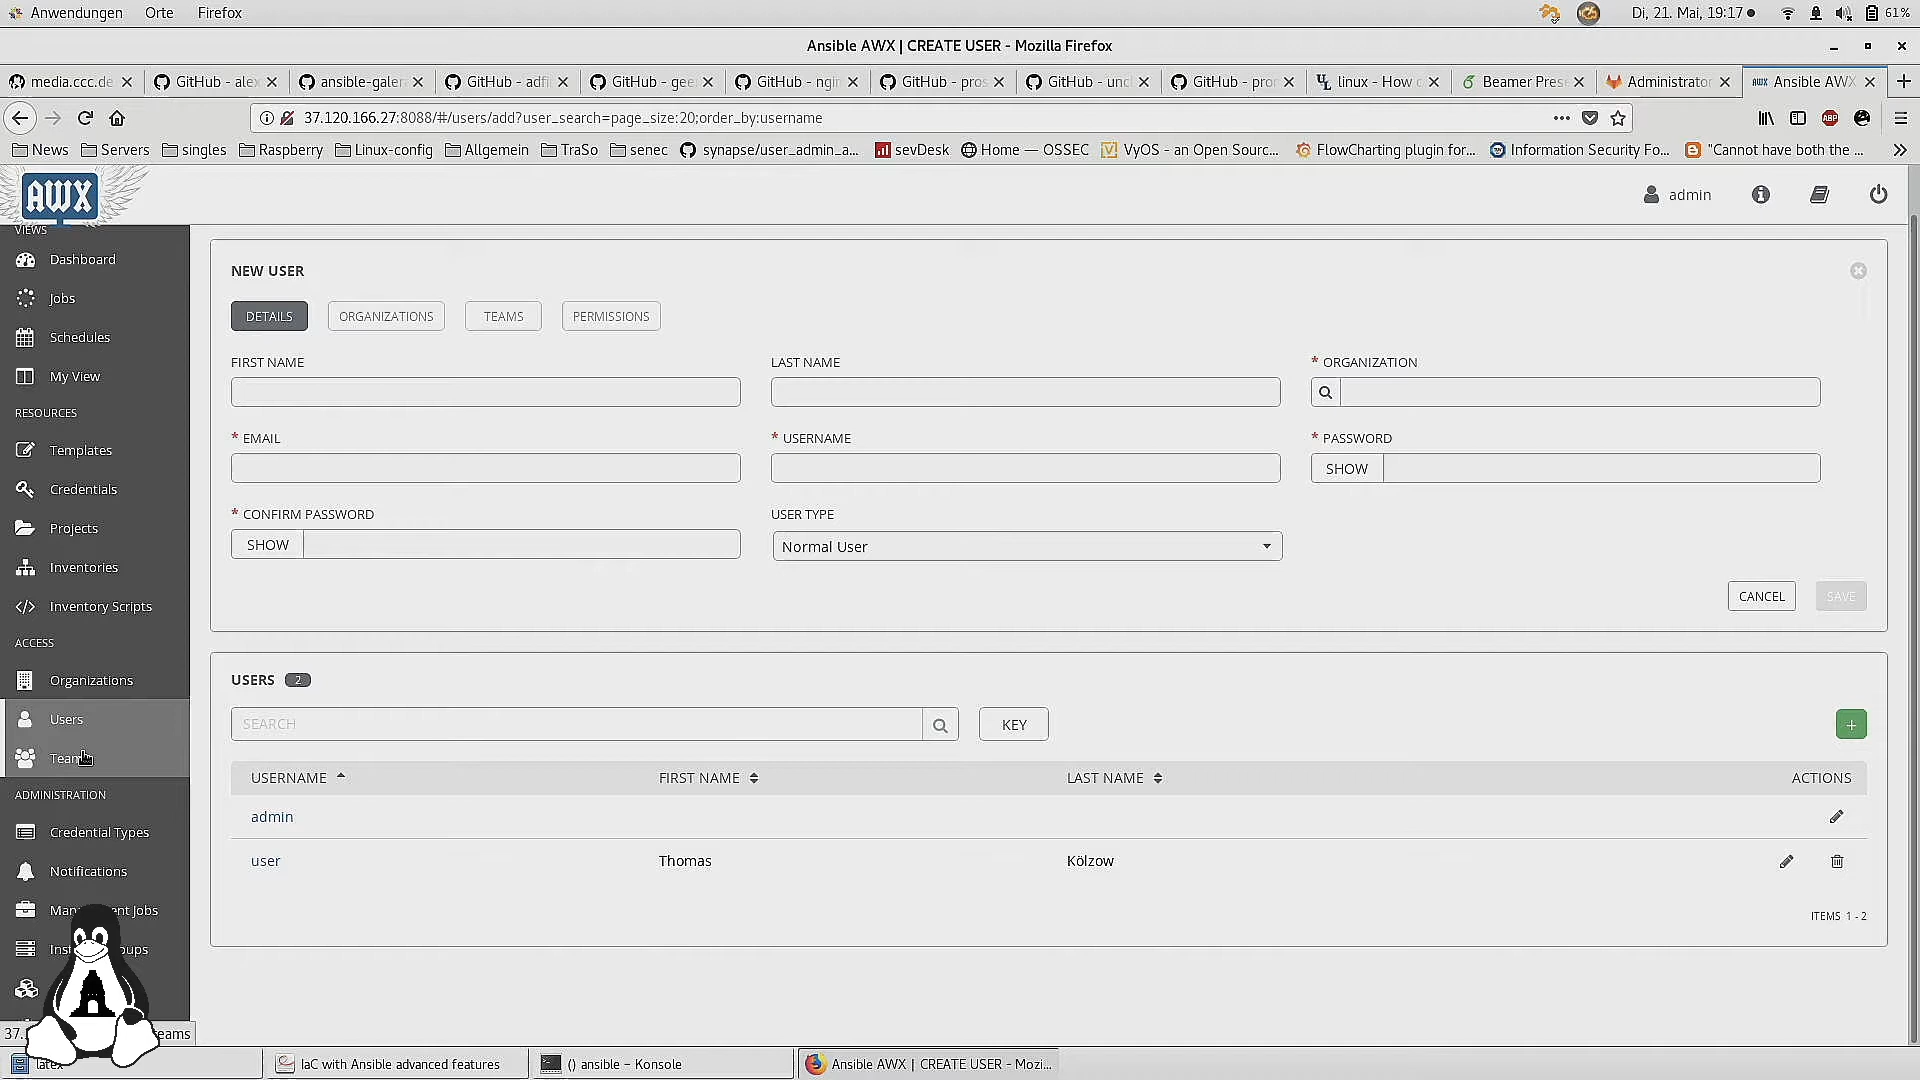 Anwendungen Orte Firefox Di, 21. Mai, 19:17 61%
Ansible AWX | CREATE USER - Mozilla Firefox
media.ccc.de GitHub - alex ansible-galer GitHub - adfi GitHub - gee GitHub - ngin GitHub - pros GitHub - unc GitHub - pro linux - How c Beamer Pres Administrator Ansible AWX
37.120.166.27:8088/#/users/add?user_search=page_size:20;order_by:username
News Servers singles Raspberry Linux-config Allgemein TraSo senec synapse/user_admin_a... sevDesk Home — OSSEC VyOS - an Open Sourc... FlowCharting plugin for... Information Security Fo... "Cannot have both the ...
AWX admin
VIEWS
Dashboard
Jobs
Schedules
My View
RESOURCES
Templates
Credentials
Projects
Inventories
Inventory Scripts
ACCESS
Organizations
Users
Team
ADMINISTRATION
Credential Types
Notifications
Jobs
NEW USER
DETAILS ORGANIZATIONS TEAMS PERMISSIONS
FIRST NAME LAST NAME * ORGANIZATION
* EMAIL * USERNAME * PASSWORD
SHOW
* CONFIRM PASSWORD USER TYPE
SHOW Normal User
CANCEL SAVE
USERS 2
SEARCH KEY +
USERNAME FIRST NAME LAST NAME ACTIONS
admin
user Thomas Kölzow
ITEMS 1 - 2
37. eams
latex IaC with Ansible advanced features () ansible – Konsole Ansible AWX | CREATE USER - Mozi...